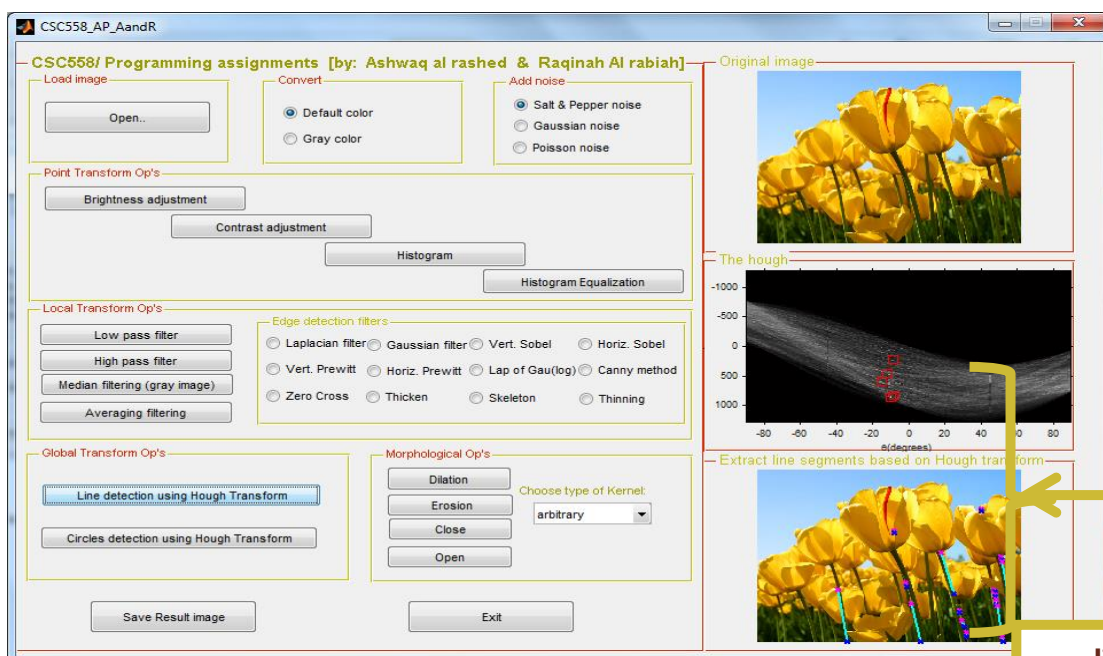 CSC558_AP_AandR
CSC558/ Programming assignments [by: Ashwaq al rashed & Raqinah Al rabiah]
Load image
Open..
Convert
Default color
Gray color
Add noise
Salt & Pepper noise
Gaussian noise
Poisson noise
Point Transform Op's
Brightness adjustment
Contrast adjustment
Histogram
Histogram Equalization
Local Transform Op's
Low pass filter
High pass filter
Median filtering (gray image)
Averaging filtering
Edge detection filters
Laplacian filter Gaussian filter Vert. Sobel Horiz. Sobel
Vert. Prewitt Horiz. Prewitt Lap of Gau(log) Canny method
Zero Cross Thicken Skeleton Thinning
Global Transform Op's
Line detection using Hough Transform
Circles detection using Hough Transform
Morphological Op's
Dilation
Erosion
Close
Open
Choose type of Kernel:
arbitrary
Save Result image
Exit
Original image
The hough
-1000
-500
0
500
1000
-80 -60 -40 -20 0 20 40 60 80
θ(degrees)
Extract line segments based on Hough transform